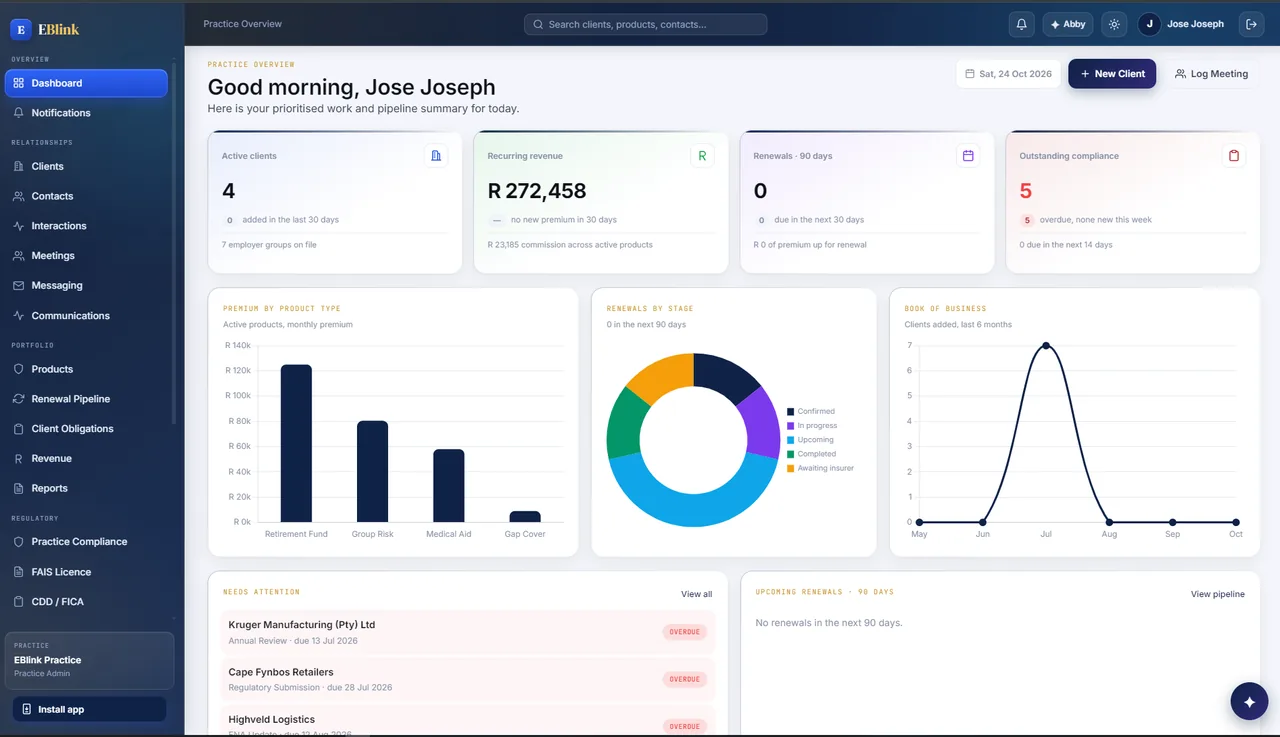 E EBlink
OVERVIEW
Dashboard
Notifications
RELATIONSHIPS
Clients
Contacts
Interactions
Meetings
Messaging
Communications
PORTFOLIO
Products
Renewal Pipeline
Client Obligations
R Revenue
Reports
REGULATORY
Practice Compliance
FAIS Licence
CDD / FICA
PRACTICE
EBlink Practice
Practice Admin
Install app
Practice Overview
Search clients, products, contacts...
Abby
J Jose Joseph
PRACTICE OVERVIEW
Good morning, Jose Joseph
Here is your prioritised work and pipeline summary for today.
Sat, 24 Oct 2026
+ New Client
Log Meeting
Active clients
4
0 added in the last 30 days
7 employer groups on file
Recurring revenue
R
R 272,458
— no new premium in 30 days
R 23,185 commission across active products
Renewals · 90 days
0
0 due in the next 30 days
R 0 of premium up for renewal
Outstanding compliance
5
5 overdue, none new this week
0 due in the next 14 days
PREMIUM BY PRODUCT TYPE
Active products, monthly premium
R 140k
R 120k
R 100k
R 80k
R 60k
R 40k
R 20k
R 0k
Retirement Fund Group Risk Medical Aid Gap Cover
RENEWALS BY STAGE
0 in the next 90 days
Confirmed
In progress
Upcoming
Completed
Awaiting insurer
BOOK OF BUSINESS
Clients added, last 6 months
7
6
5
4
3
2
1
0
May Jun Jul Aug Sep Oct
NEEDS ATTENTION
View all
Kruger Manufacturing (Pty) Ltd
Annual Review · due 13 Jul 2026
OVERDUE
Cape Fynbos Retailers
Regulatory Submission · due 28 Jul 2026
OVERDUE
Highveld Logistics
FNA Update · due 12 Aug 2026
OVERDUE
UPCOMING RENEWALS · 90 DAYS
View pipeline
No renewals in the next 90 days.